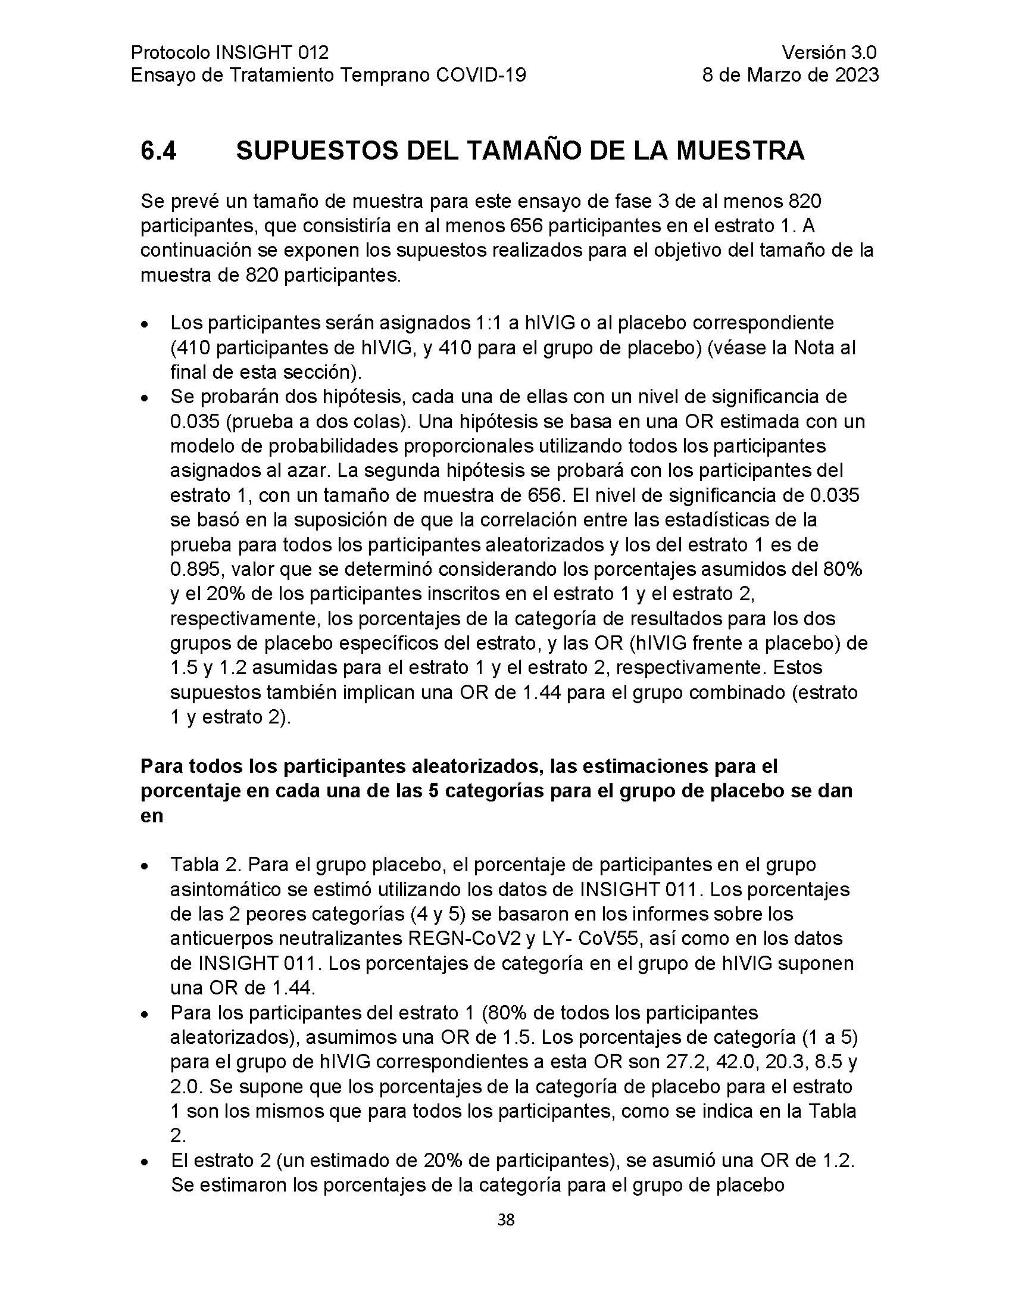 Protocolo INSIGHT 012 Versión 3.0
Ensayo de Tratamiento Temprano COVID-19 8 de Marzo de 2023
6.4 SUPUESTOS DEL TAMAÑO DE LA MUESTRA
Se prevé un tamaño de muestra para este ensayo de fase 3 de al menos 820
participantes, que consistiría en al menos 656 participantes en el estrato 1. A
continuación se exponen los supuestos realizados para el objetivo del tamaño de la
muestra de 820 participantes.
• Los participantes serán asignados 1:1 a hIVIG o al placebo correspondiente
(410 participantes de hIVIG, y 410 para el grupo de placebo) (véase la Nota al
final de esta sección).
• Se probarán dos hipótesis, cada una de ellas con un nivel de significancia de
0.035 (prueba a dos colas). Una hipótesis se basa en una OR estimada con un
modelo de probabilidades proporcionales utilizando todos los participantes
asignados al azar. La segunda hipótesis se probará con los participantes del
estrato 1, con un tamaño de muestra de 656. El nivel de significancia de 0.035
se basó en la suposición de que la correlación entre las estadísticas de la
prueba para todos los participantes aleatorizados y los del estrato 1 es de
0.895, valor que se determinó considerando los porcentajes asumidos del 80%
y el 20% de los participantes inscritos en el estrato 1 y el estrato 2,
respectivamente, los porcentajes de la categoría de resultados para los dos
grupos de placebo específicos del estrato, y las OR (hIVIG frente a placebo) de
1.5 y 1.2 asumidas para el estrato 1 y el estrato 2, respectivamente. Estos
supuestos también implican una OR de 1.44 para el grupo combinado (estrato
1 y estrato 2).
Para todos los participantes aleatorizados, las estimaciones para el
porcentaje en cada una de las 5 categorías para el grupo de placebo se dan
en
• Tabla 2. Para el grupo placebo, el porcentaje de participantes en el grupo
asintomático se estimó utilizando los datos de INSIGHT 011. Los porcentajes
de las 2 peores categorías (4 y 5) se basaron en los informes sobre los
anticuerpos neutralizantes REGN-CoV2 y LY- CoV55, así como en los datos
de INSIGHT 011. Los porcentajes de categoría en el grupo de hIVIG suponen
una OR de 1.44.
• Para los participantes del estrato 1 (80% de todos los participantes
aleatorizados), asumimos una OR de 1.5. Los porcentajes de categoría (1 a 5)
para el grupo de hIVIG correspondientes a esta OR son 27.2, 42.0, 20.3, 8.5 y
2.0. Se supone que los porcentajes de la categoría de placebo para el estrato
1 son los mismos que para todos los participantes, como se indica en la Tabla
2.
• El estrato 2 (un estimado de 20% de participantes), se asumió una OR de 1.2.
Se estimaron los porcentajes de la categoría para el grupo de placebo
38